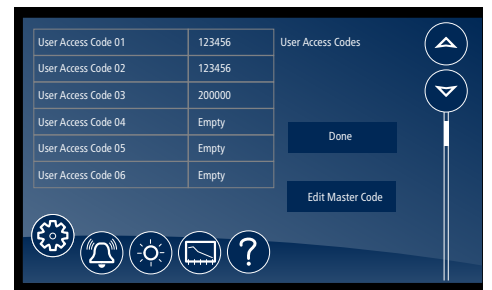 User Access Code 01 123456 User Access Codes
User Access Code 02 123456
User Access Code 03 200000
User Access Code 04 Empty
User Access Code 05 Empty
User Access Code 06 Empty
Done
Edit Master Code
?